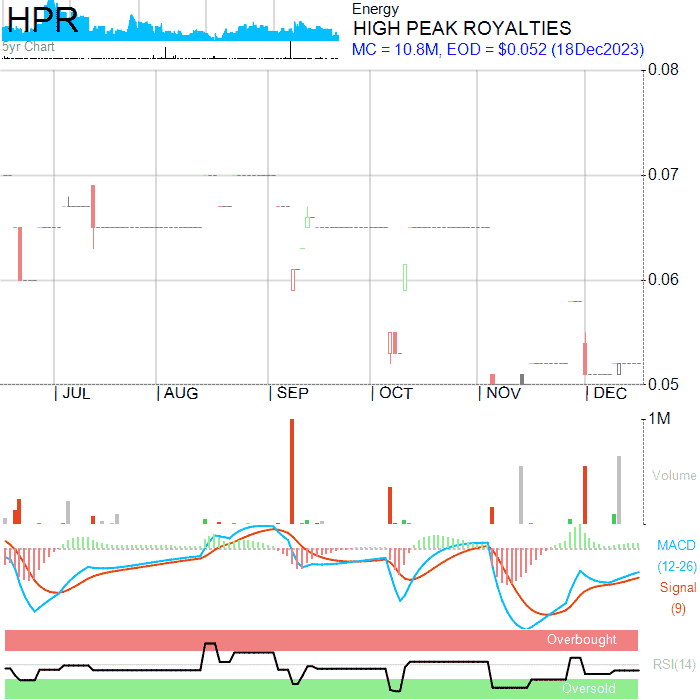 HPR
5yr Chart
Energy
HIGH PEAK ROYALTIES
MC = 10.8M, EOD = $0.052 (18Dec2023)
0.08
0.07
0.06
0.05
JUL
AUG
SEP
OCT
NOV
DEC
1M
Volume
MACD
(12-26)
Signal
(9)
Overbought
RSI(14)
Oversold